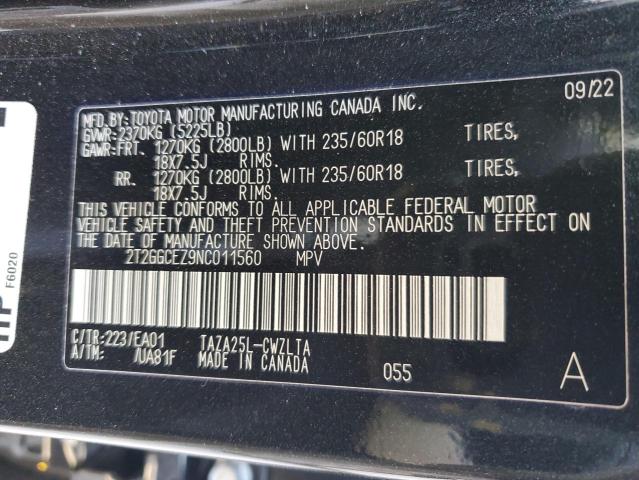 MFD.BY:TOYOTA MOTOR MANUFACTURING CANADA INC. 09/22
GVWR:2370KG (5225LB)
GAWR:FRT. 1270KG (2800LB) WITH 235/60R18 TIRES,
18X7.5J RIMS.
RR. 1270KG (2800LB) WITH 235/60R18 TIRES,
18X7.5J RIMS.
THIS VEHICLE CONFORMS TO ALL APPLICABLE FEDERAL MOTOR
VEHICLE SAFETY AND THEFT PREVENTION STANDARDS IN EFFECT ON
THE DATE OF MANUFACTURE SHOWN ABOVE.
2T2GGCEZ9NC011560 MPV
C/TR:223/EA01 TAZA25L-CWZLTA
A/TM: /UA81F MADE IN CANADA
055 A
F6020